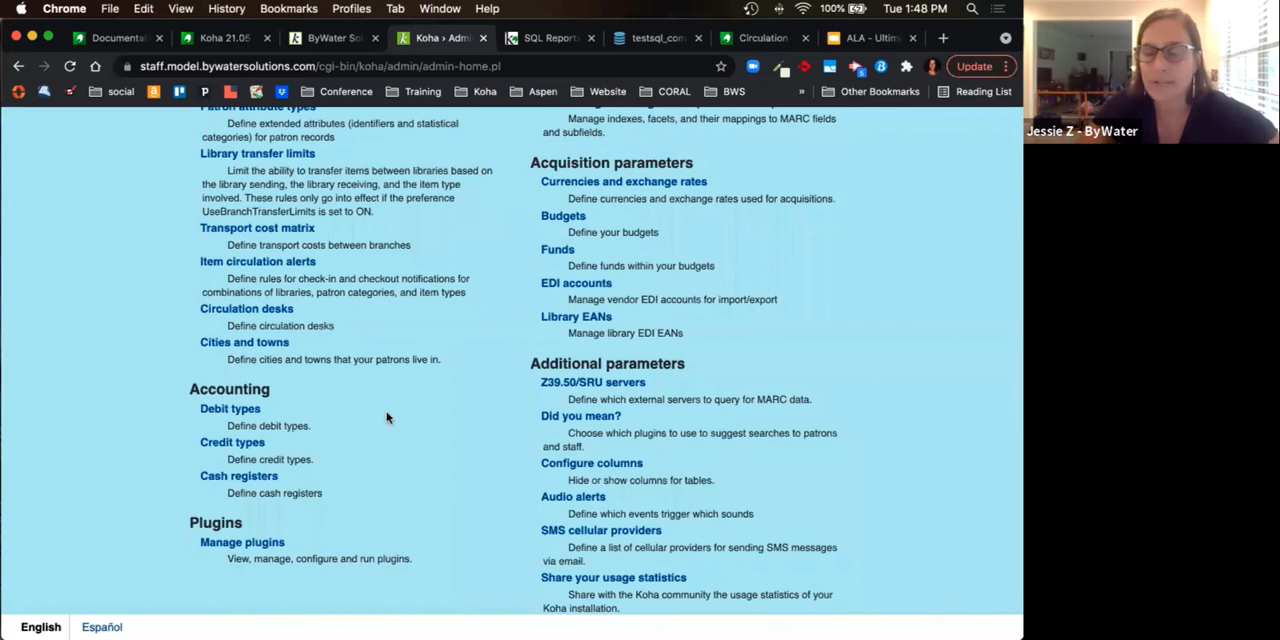 Chrome File Edit View History Bookmarks Profiles Tab Window Help 100% Tue 1:48 PM
Documenta
Koha 21.05
ByWater So
Koha › Admi
SQL Report
testsql_com
Circulation
ALA - Ultim
staff.model.bywatersolutions.com/cgi-bin/koha/admin/admin-home.pl
Update
social Conference Training Koha Aspen Website CORAL BWS » Other Bookmarks Reading List
Patron attribute types
Define extended attributes (identifiers and statistical
categories) for patron records
Library transfer limits
Limit the ability to transfer items between libraries based on
the library sending, the library receiving, and the item type
involved. These rules only go into effect if the preference
UseBranchTransferLimits is set to ON.
Transport cost matrix
Define transport costs between branches
Item circulation alerts
Define rules for check-in and checkout notifications for
combinations of libraries, patron categories, and item types
Circulation desks
Define circulation desks
Cities and towns
Define cities and towns that your patrons live in.
Accounting
Debit types
Define debit types.
Credit types
Define credit types.
Cash registers
Define cash registers
Plugins
Manage plugins
View, manage, configure and run plugins.
Manage indexes, facets, and their mappings to MARC fields
and subfields.
Acquisition parameters
Currencies and exchange rates
Define currencies and exchange rates used for acquisitions.
Budgets
Define your budgets
Funds
Define funds within your budgets
EDI accounts
Manage vendor EDI accounts for import/export
Library EANs
Manage library EDI EANs
Additional parameters
Z39.50/SRU servers
Define which external servers to query for MARC data.
Did you mean?
Choose which plugins to use to suggest searches to patrons
and staff.
Configure columns
Hide or show columns for tables.
Audio alerts
Define which events trigger which sounds
SMS cellular providers
Define a list of cellular providers for sending SMS messages
via email.
Share your usage statistics
Share with the Koha community the usage statistics of your
Koha installation.
English Español
Jessie Z - ByWater